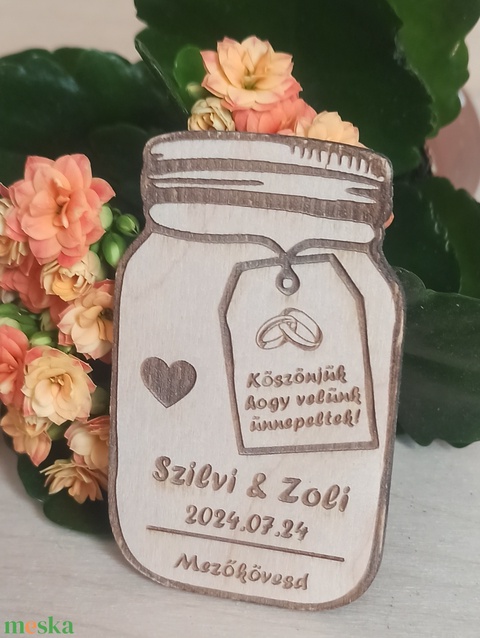 Köszönjük
hogy velünk
ünnepeltek!
Szilvi & Zoli
2024.07.24
Mezőkövesd
meska